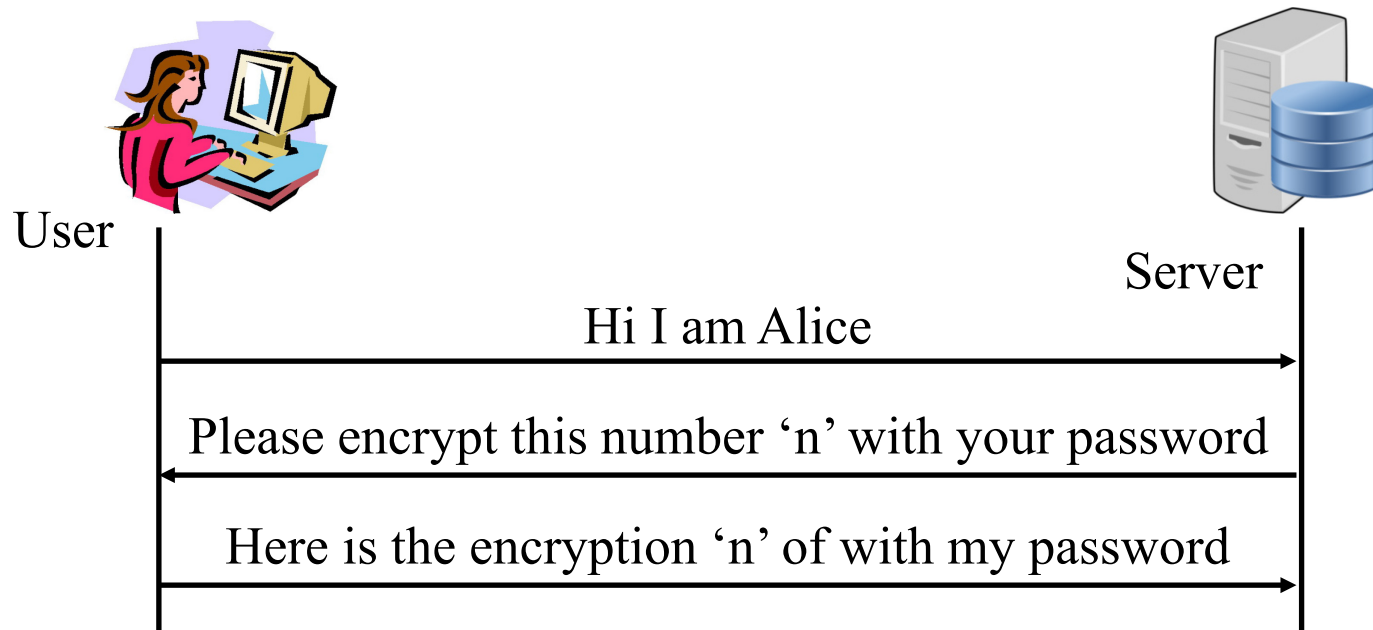 User
Server
Hi I am Alice
Please encrypt this number ‘n’ with your password
Here is the encryption ‘n’ of with my password